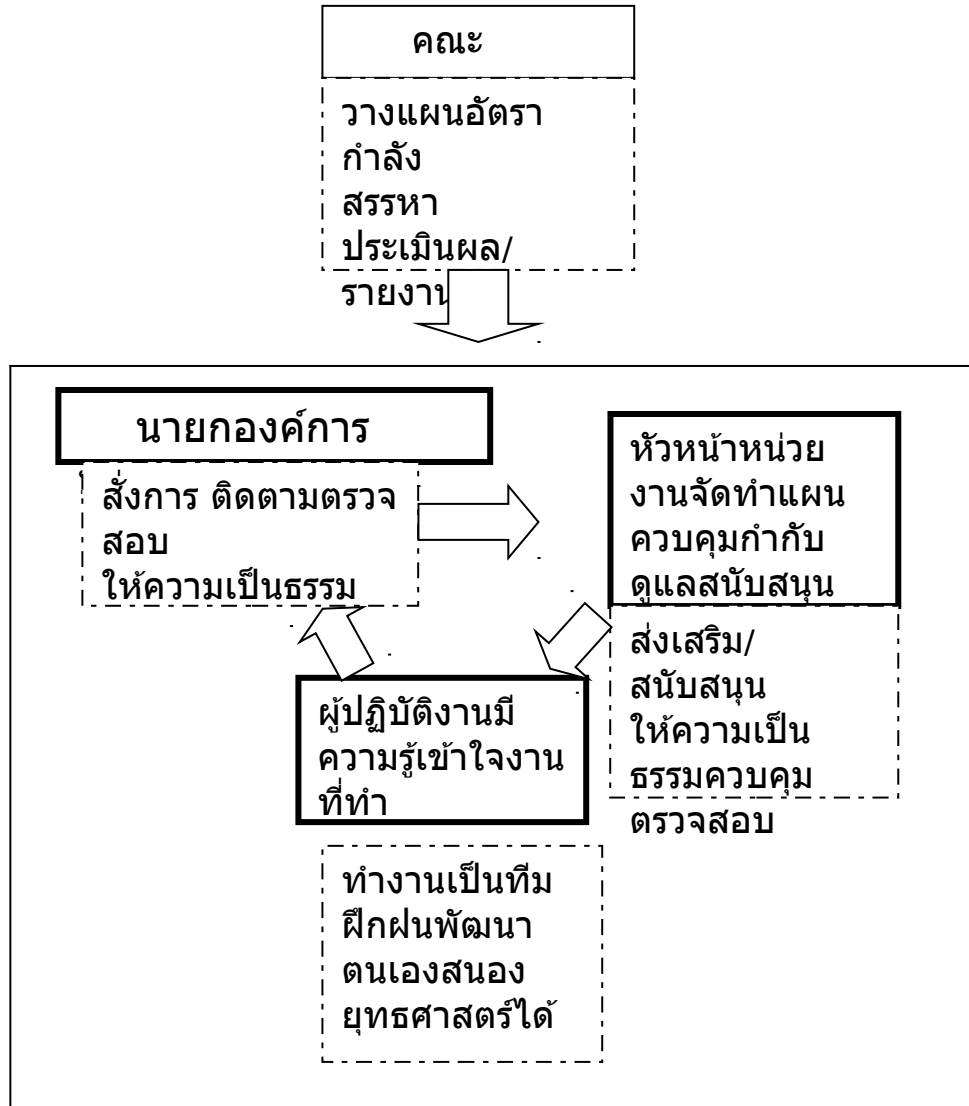 คณะ
วางแผนอัตรา
กำลัง
สรรหา
ประเมินผล/
รายงาน
นายกองค์การ
สั่งการ ติดตามตรวจ
สอบ
ให้ความเป็นธรรม
หัวหน้าหน่วย
งานจัดทำแผน
ควบคุมกำกับ
ดูแลสนับสนุน
ส่งเสริม/
สนับสนุน
ให้ความเป็น
ธรรมควบคุม
ตรวจสอบ
ผู้ปฏิบัติงานมี
ความรู้เข้าใจงาน
ที่ทำ
ทำงานเป็นทีม
ฝึกฝนพัฒนา
ตนเองสนอง
ยุทธศาสตร์ได้